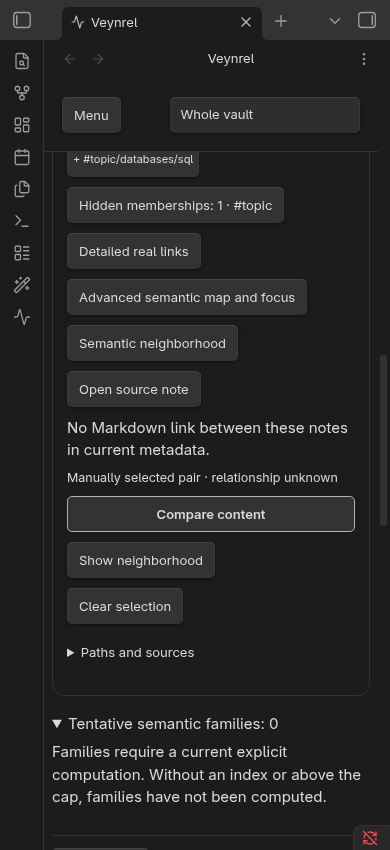 Veynrel
Veynrel
Menu
Whole vault
+ #topic/databases/sql
Hidden memberships: 1 · #topic
Detailed real links
Advanced semantic map and focus
Semantic neighborhood
Open source note
No Markdown link between these notes
in current metadata.
Manually selected pair · relationship unknown
Compare content
Show neighborhood
Clear selection
Paths and sources
Tentative semantic families: 0
Families require a current explicit
computation. Without an index or above the
cap, families have not been computed.